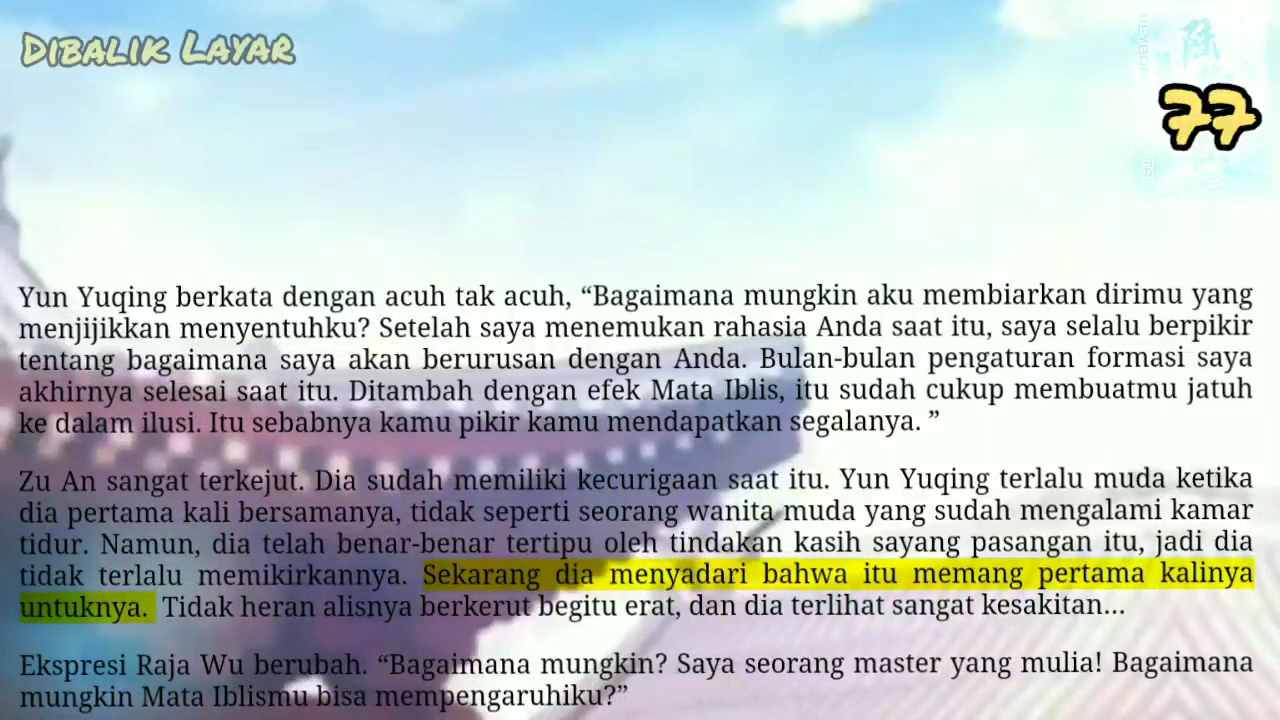 DIBALIK LAYAR
77
Yun Yuqing berkata dengan acuh tak acuh, “Bagaimana mungkin aku membiarkan dirimu yang
menjijikkan menyentuhku? Setelah saya menemukan rahasia Anda saat itu, saya selalu berpikir
tentang bagaimana saya akan berurusan dengan Anda. Bulan-bulan pengaturan formasi saya
akhirnya selesai saat itu. Ditambah dengan efek Mata Iblis, itu sudah cukup membuatmu jatuh
ke dalam ilusi. Itu sebabnya kamu pikir kamu mendapatkan segalanya. ”
Zu An sangat terkejut. Dia sudah memiliki kecurigaan saat itu. Yun Yuqing terlalu muda ketika
dia pertama kali bersamanya, tidak seperti seorang wanita muda yang sudah mengalami kamar
tidur. Namun, dia telah benar-benar tertipu oleh tindakan kasih sayang pasangan itu, jadi dia
tidak terlalu memikirkannya. Sekarang dia menyadari bahwa itu memang pertama kalinya
untuknya. Tidak heran alisnya berkerut begitu erat, dan dia terlihat sangat kesakitan...
Ekspresi Raja Wu berubah. “Bagaimana mungkin? Saya seorang master yang mulia! Bagaimana
mungkin Mata Iblismu bisa mempengaruhiku?”